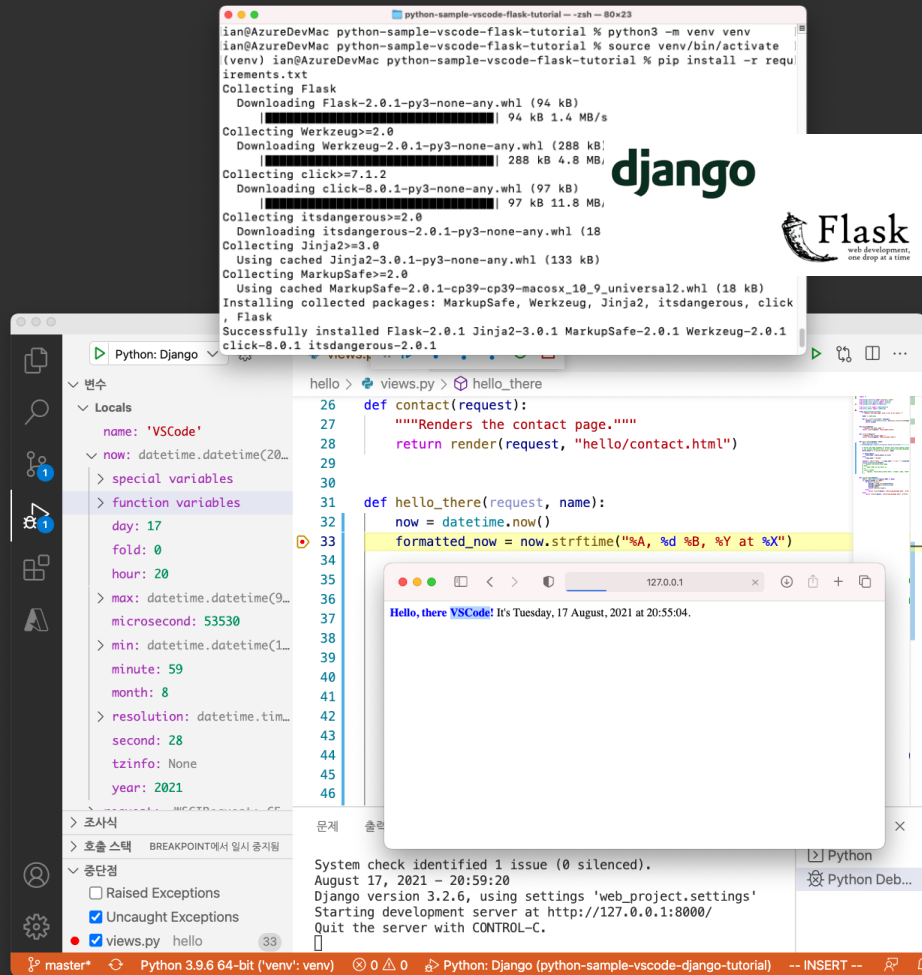 python-sample-vscode-flask-tutorial — -zsh — 80×23
ian@AzureDevMac python-sample-vscode-flask-tutorial % python3 -m venv venv
ian@AzureDevMac python-sample-vscode-flask-tutorial % source venv/bin/activate
(venv) ian@AzureDevMac python-sample-vscode-flask-tutorial % pip install -r requ
irements.txt
Collecting Flask
Downloading Flask-2.0.1-py3-none-any.whl (94 kB)
94 kB 1.4 MB/s
Collecting Werkzeug>=2.0
Downloading Werkzeug-2.0.1-py3-none-any.whl (288 kB)
288 kB 4.8 MB/
Collecting click>=7.1.2
Downloading click-8.0.1-py3-none-any.whl (97 kB)
97 kB 11.8 MB/
Collecting itsdangerous>=2.0
Downloading itsdangerous-2.0.1-py3-none-any.whl (18
Collecting Jinja2>=3.0
Using cached Jinja2-3.0.1-py3-none-any.whl (133 kB)
Collecting MarkupSafe>=2.0
Using cached MarkupSafe-2.0.1-cp39-cp39-macosx_10_9_universal2.whl (18 kB)
Installing collected packages: MarkupSafe, Werkzeug, Jinja2, itsdangerous, click
, Flask
Successfully installed Flask-2.0.1 Jinja2-3.0.1 MarkupSafe-2.0.1 Werkzeug-2.0.1
click-8.0.1 itsdangerous-2.0.1
django
Flask
web development,
one drop at a time
Python: Django
변수
Locals
name: 'VSCode'
now: datetime.datetime(20…
special variables
function variables
day: 17
fold: 0
hour: 20
max: datetime.datetime(9…
microsecond: 53530
min: datetime.datetime(1…
minute: 59
month: 8
resolution: datetime.tim…
second: 28
tzinfo: None
year: 2021
조사식
호출 스택 BREAKPOINT에서 일시 중지됨
중단점
Raised Exceptions
Uncaught Exceptions
views.py hello 33
1
1
hello > views.py > hello_there
26 def contact(request):
27 """Renders the contact page."""
28 return render(request, "hello/contact.html")
29
30
31 def hello_there(request, name):
32 now = datetime.now()
33 formatted_now = now.strftime("%A, %d %B, %Y at %X")
34
35
36
37
38
39
40
41
42
43
44
45
46
127.0.0.1
Hello, there VSCode! It's Tuesday, 17 August, 2021 at 20:55:04.
문제 출력
System check identified 1 issue (0 silenced).
August 17, 2021 - 20:59:20
Django version 3.2.6, using settings 'web_project.settings'
Starting development server at http://127.0.0.1:8000/
Quit the server with CONTROL-C.
Python
Python Deb...
master* Python 3.9.6 64-bit ('venv': venv) 0 0 Python: Django (python-sample-vscode-django-tutorial) -- INSERT --